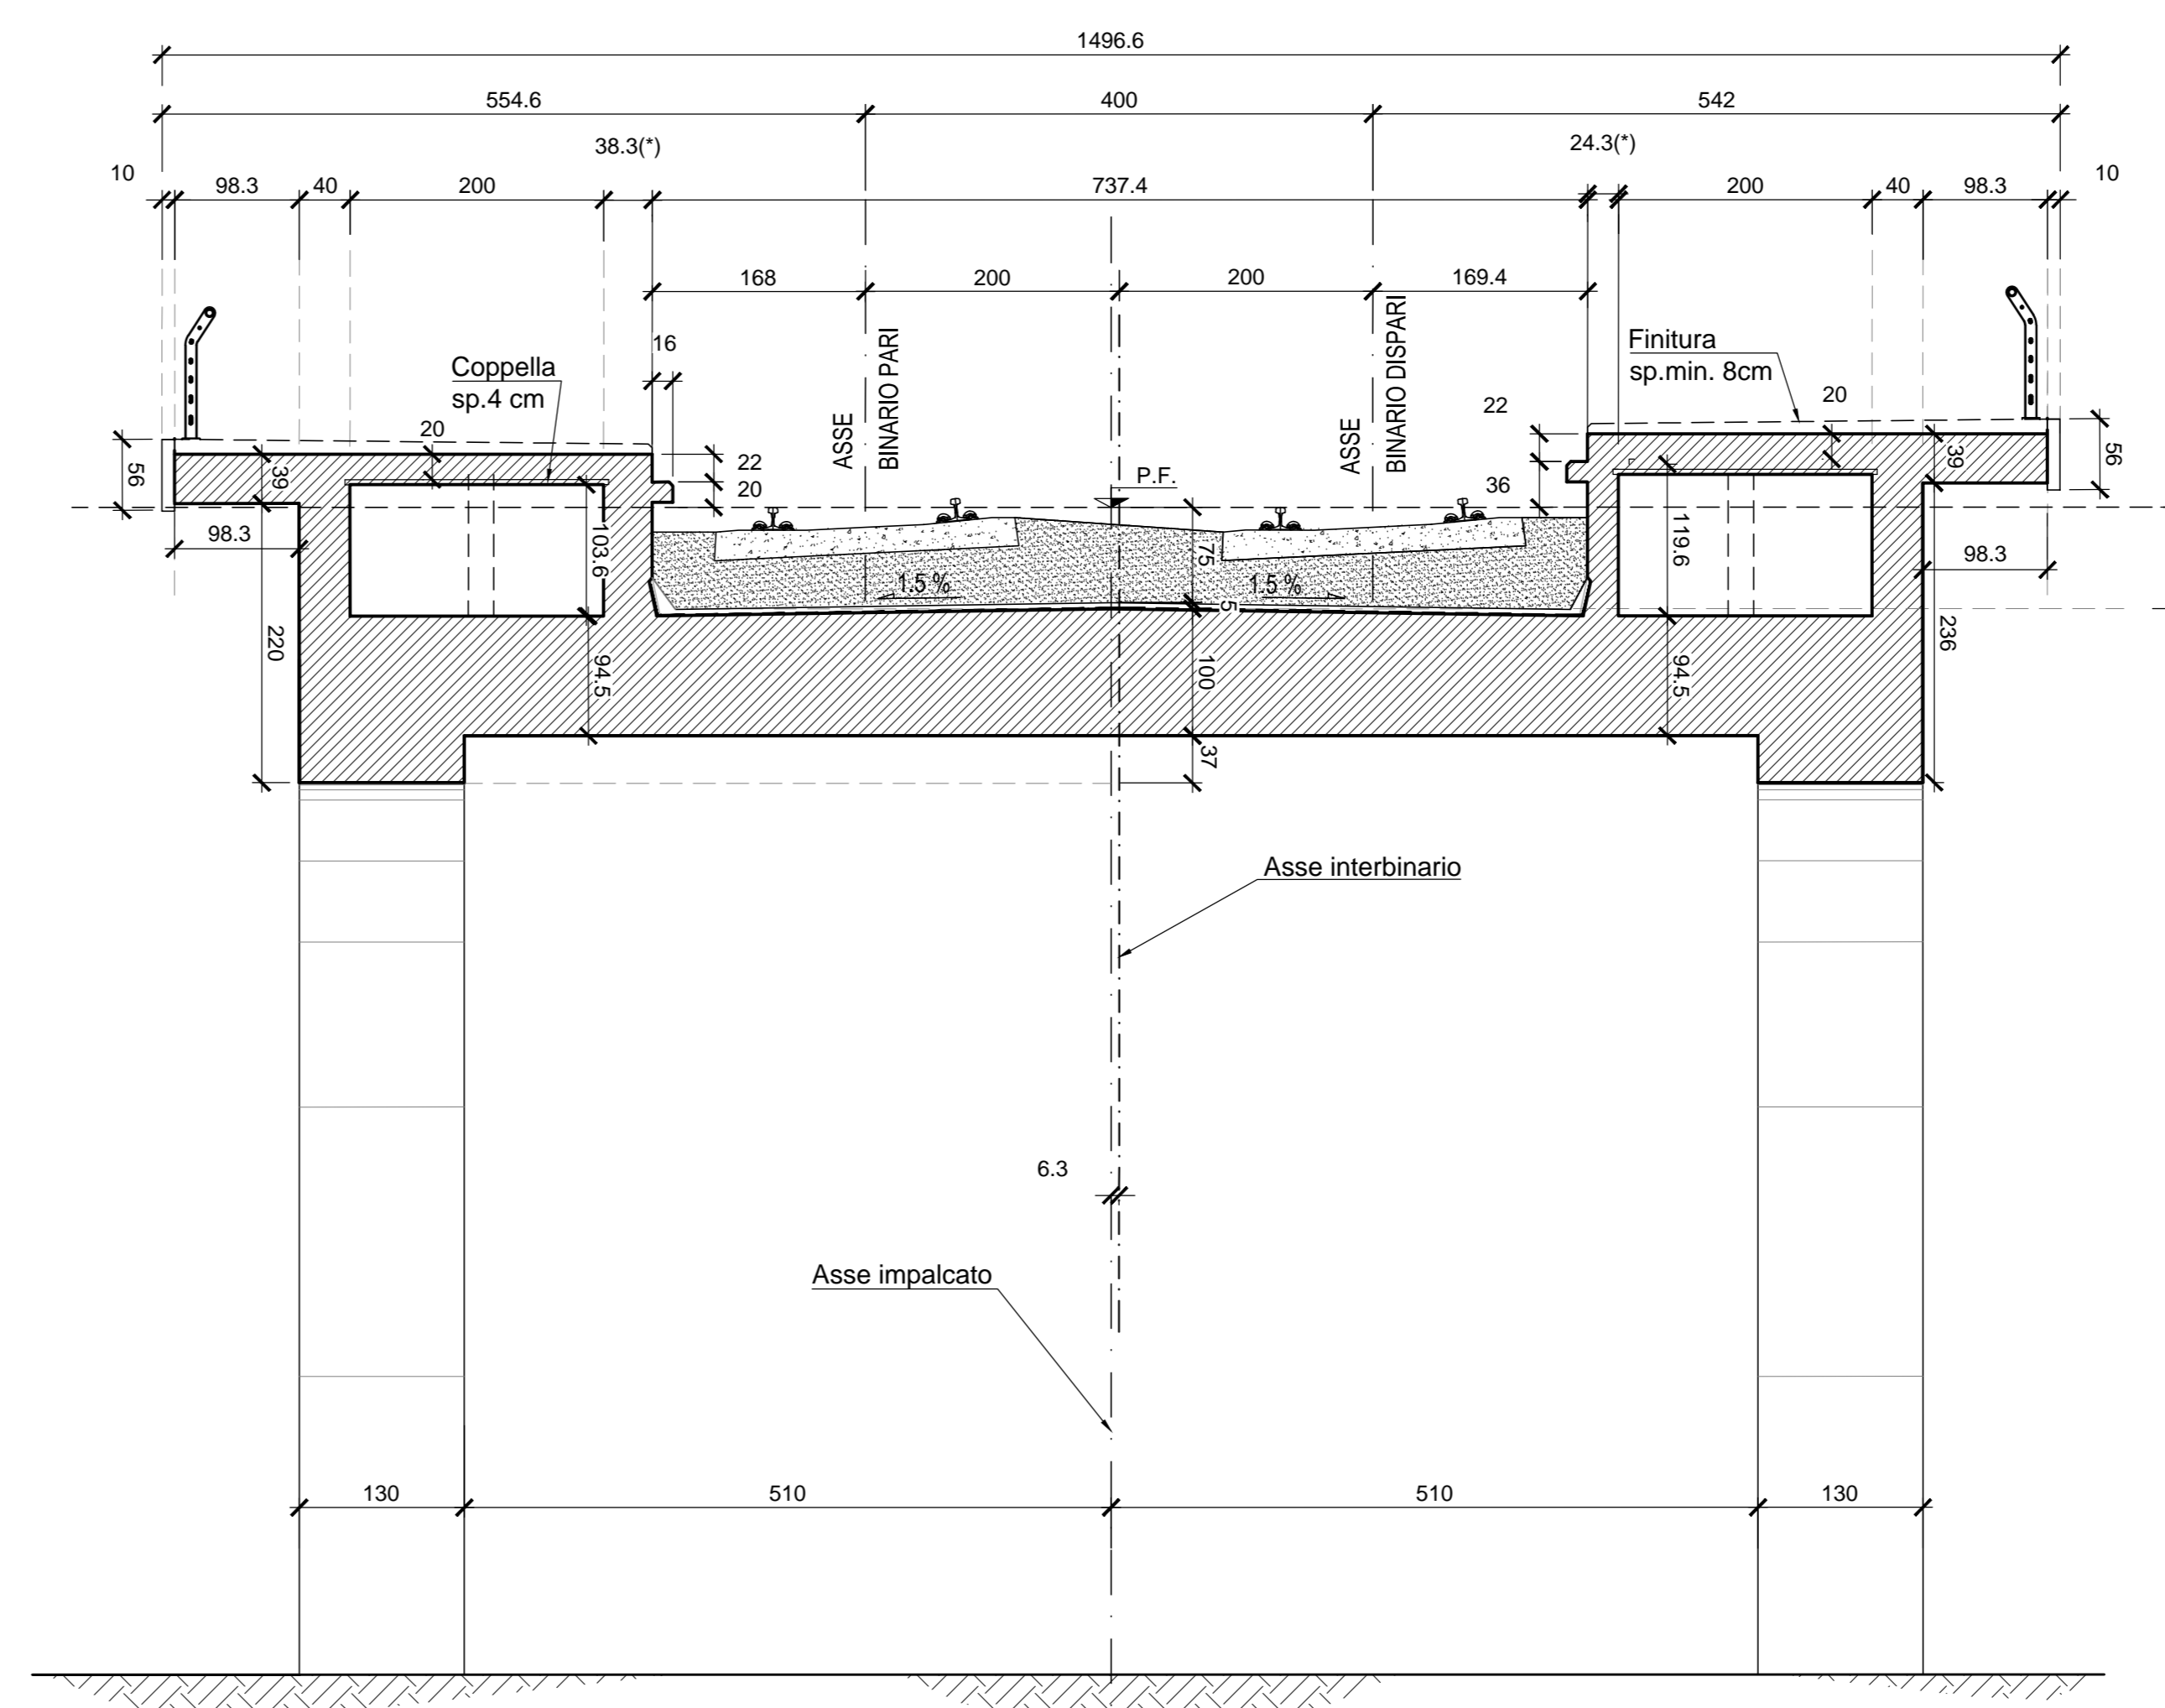 1496.6
554.6 400 542
38.3(*) 24.3(*)
10 98.3 40 200 737.4 200 40 98.3 10
168 200 200 169.4
16
Coppella
sp.4 cm
ASSE
BINARIO PARI
ASSE
BINARIO DISPARI
Finitura
sp.min. 8cm
20 22 20
56 39 22 20 P.F. 36 39 56
98.3 103.6 75 119.6 98.3
1.5 % 1.5 %
5
220 94.5 100 94.5 236
37
Asse interbinario
6.3
Asse impalcato
130 510 510 130